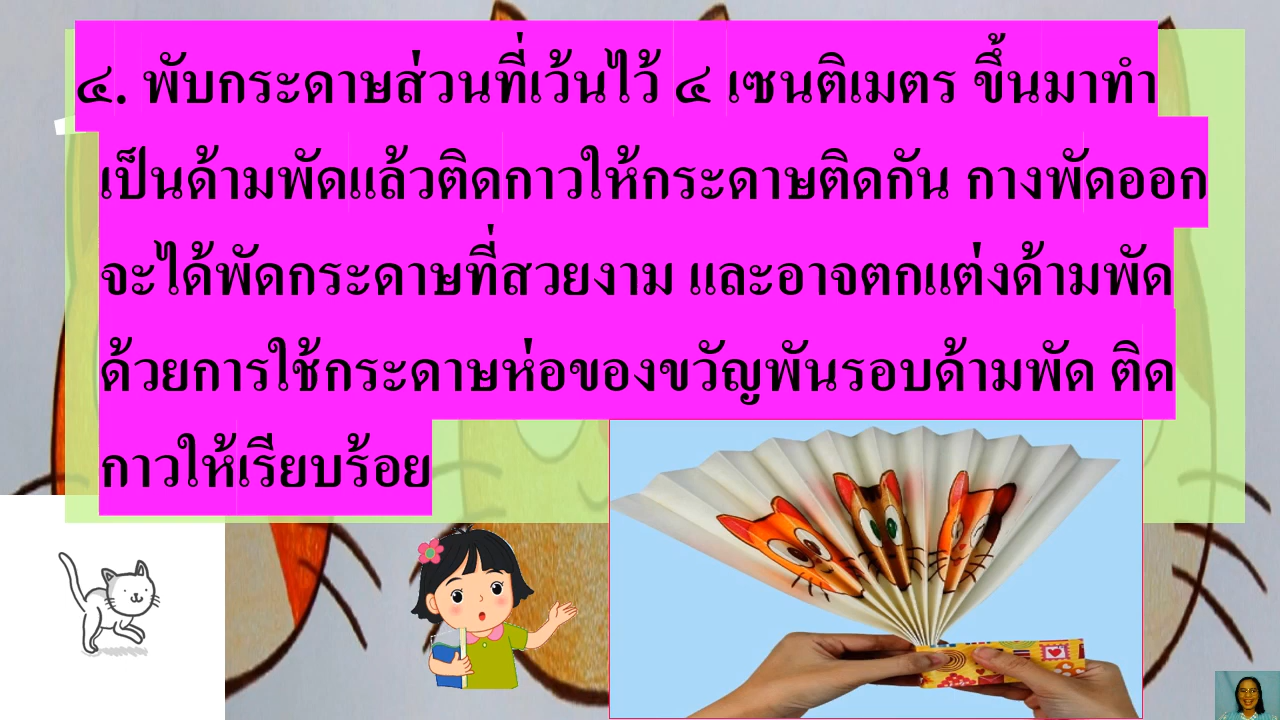 ๔. พับกระดาษส่วนที่เว้นไว้ ๔ เซนติเมตร ขึ้นมาทำ
เป็นด้ามพัดแล้วติดกาวให้กระดาษติดกัน กางพัดออก
จะได้พัดกระดาษที่สวยงาม และอาจตกแต่งด้ามพัด
ด้วยการใช้กระดาษห่อของขวัญพันรอบด้ามพัด ติด
กาวให้เรียบร้อย